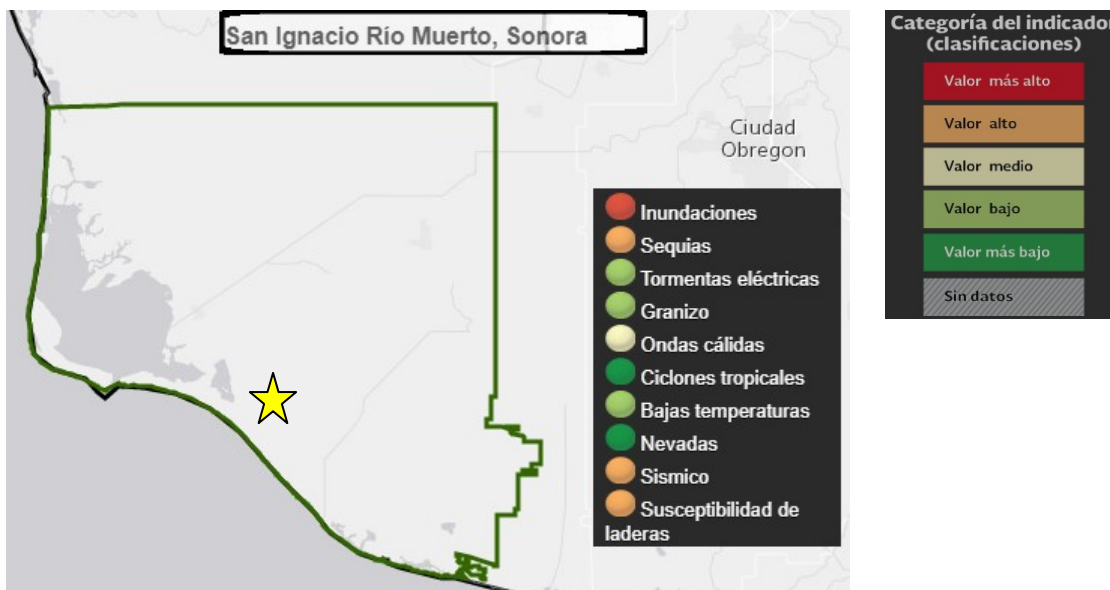 San Ignacio Río Muerto, Sonora
Ciudad
Obregon
Inundaciones
Sequias
Tormentas eléctricas
Granizo
Ondas cálidas
Ciclones tropicales
Bajas temperaturas
Nevadas
Sismico
Susceptibilidad de
laderas
Categoría del indicador
(clasificaciones)
Valor más alto
Valor alto
Valor medio
Valor bajo
Valor más bajo
Sin datos